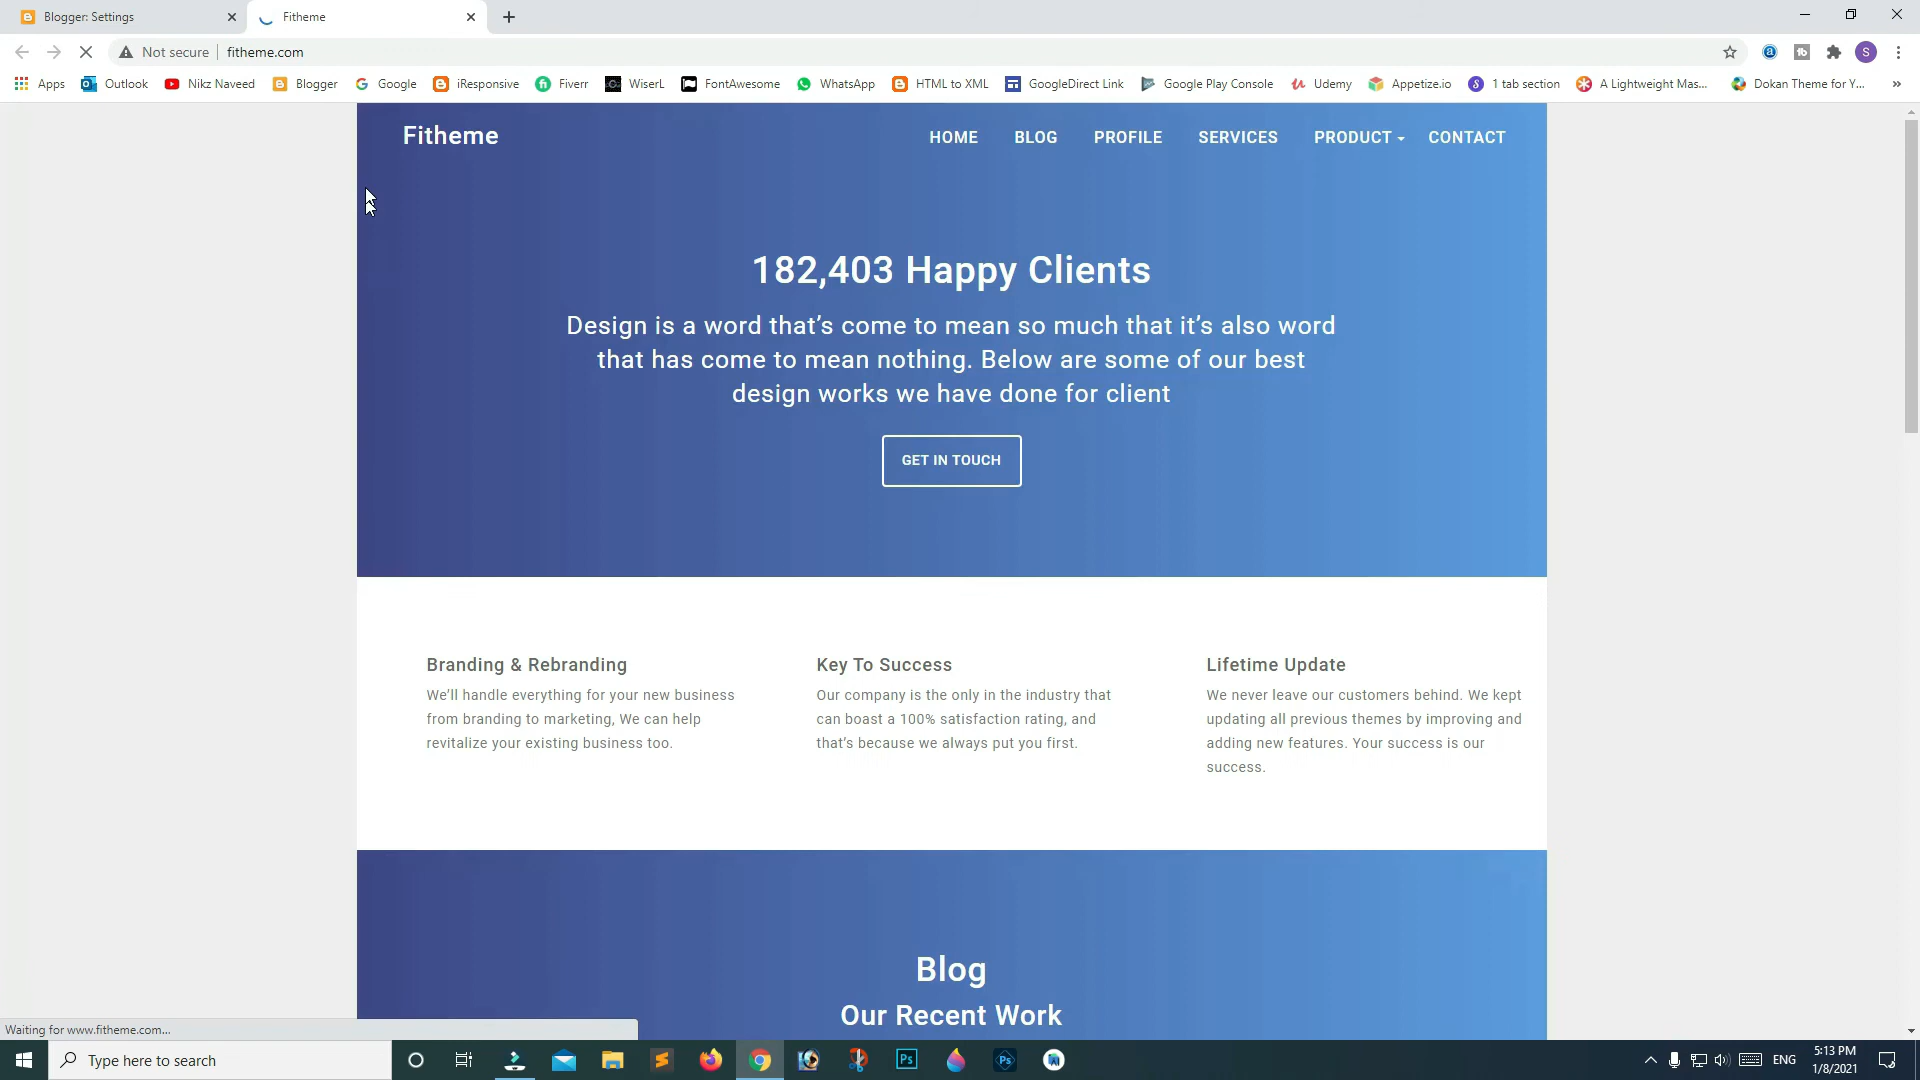 Blogger: Settings
Fitheme
Not secure
fitheme.com
S
Apps
Outlook
Nikz Naveed
Blogger
Google
iResponsive
Fiverr
WiserL
FontAwesome
WhatsApp
HTML to XML
GoogleDirect Link
Google Play Console
Udemy
Appetize.io
1 tab section
A Lightweight Mas...
Dokan Theme for Y...
»
Fitheme
HOME
BLOG
PROFILE
SERVICES
PRODUCT
CONTACT
182,403 Happy Clients
Design is a word that’s come to mean so much that it’s also word
that has come to mean nothing. Below are some of our best
design works we have done for client
GET IN TOUCH
Branding & Rebranding
We’ll handle everything for your new business
from branding to marketing, We can help
revitalize your existing business too.
Key To Success
Our company is the only in the industry that
can boast a 100% satisfaction rating, and
that’s because we always put you first.
Lifetime Update
We never leave our customers behind. We kept
updating all previous themes by improving and
adding new features. Your success is our
success.
Blog
Our Recent Work
Waiting for www.fitheme.com...
Type here to search
Ps
Ps
ENG
5:13 PM
1/8/2021